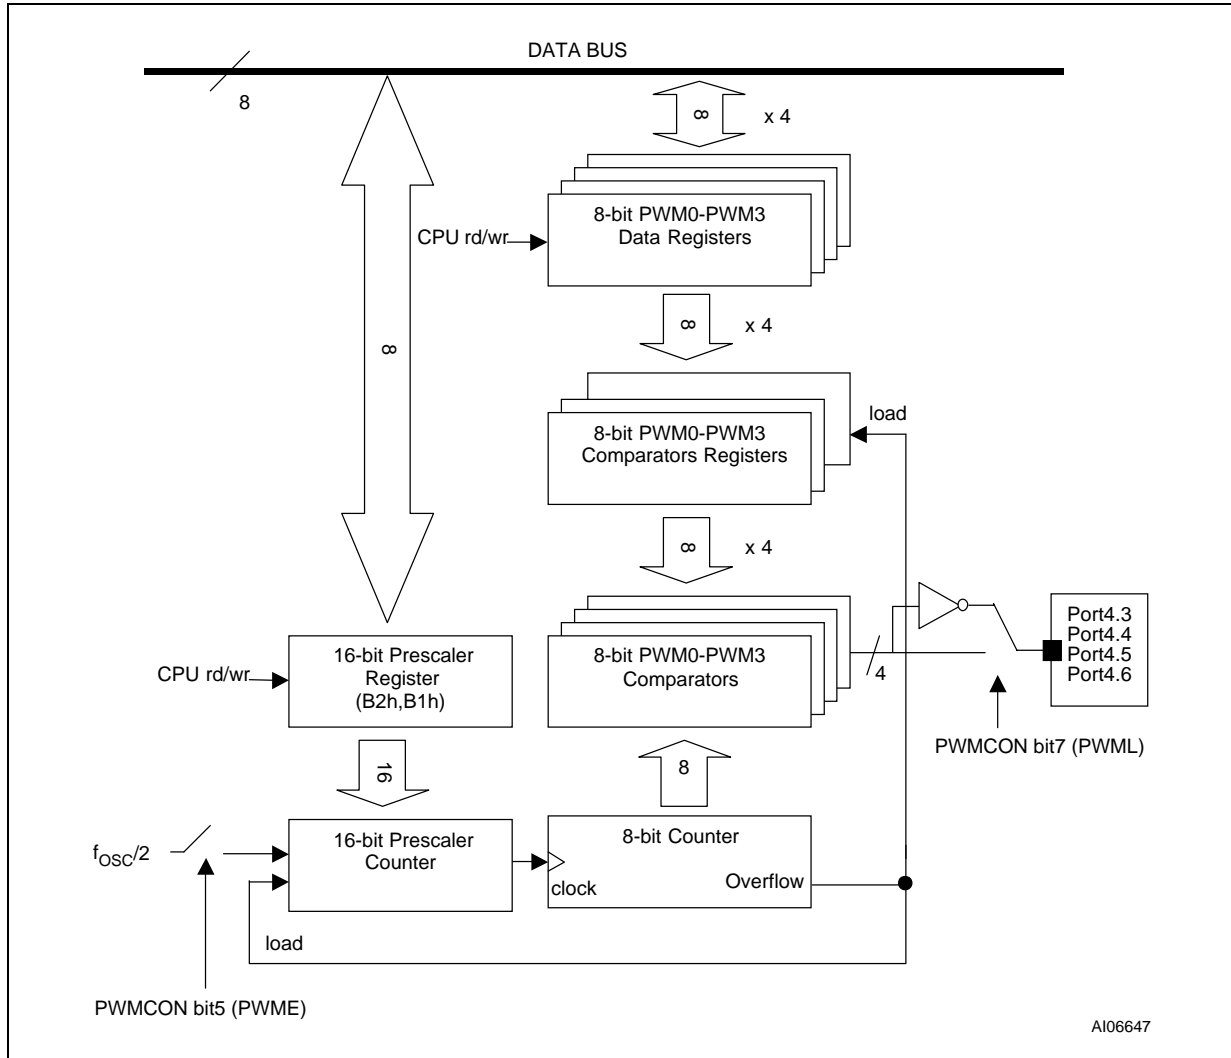 DATA BUS
8
8
x 4
8-bit PWM0-PWM3
Data Registers
CPU rd/wr
8
x 4
8
8-bit PWM0-PWM3
Comparators Registers
load
8
x 4
16-bit Prescaler
Register
(B2h,B1h)
CPU rd/wr
8-bit PWM0-PWM3
Comparators
4
Port4.3
Port4.4
Port4.5
Port4.6
PWMCON bit7 (PWML)
16
8
fOSC/2
16-bit Prescaler
Counter
8-bit Counter
clock
Overflow
load
PWMCON bit5 (PWME)
AI06647